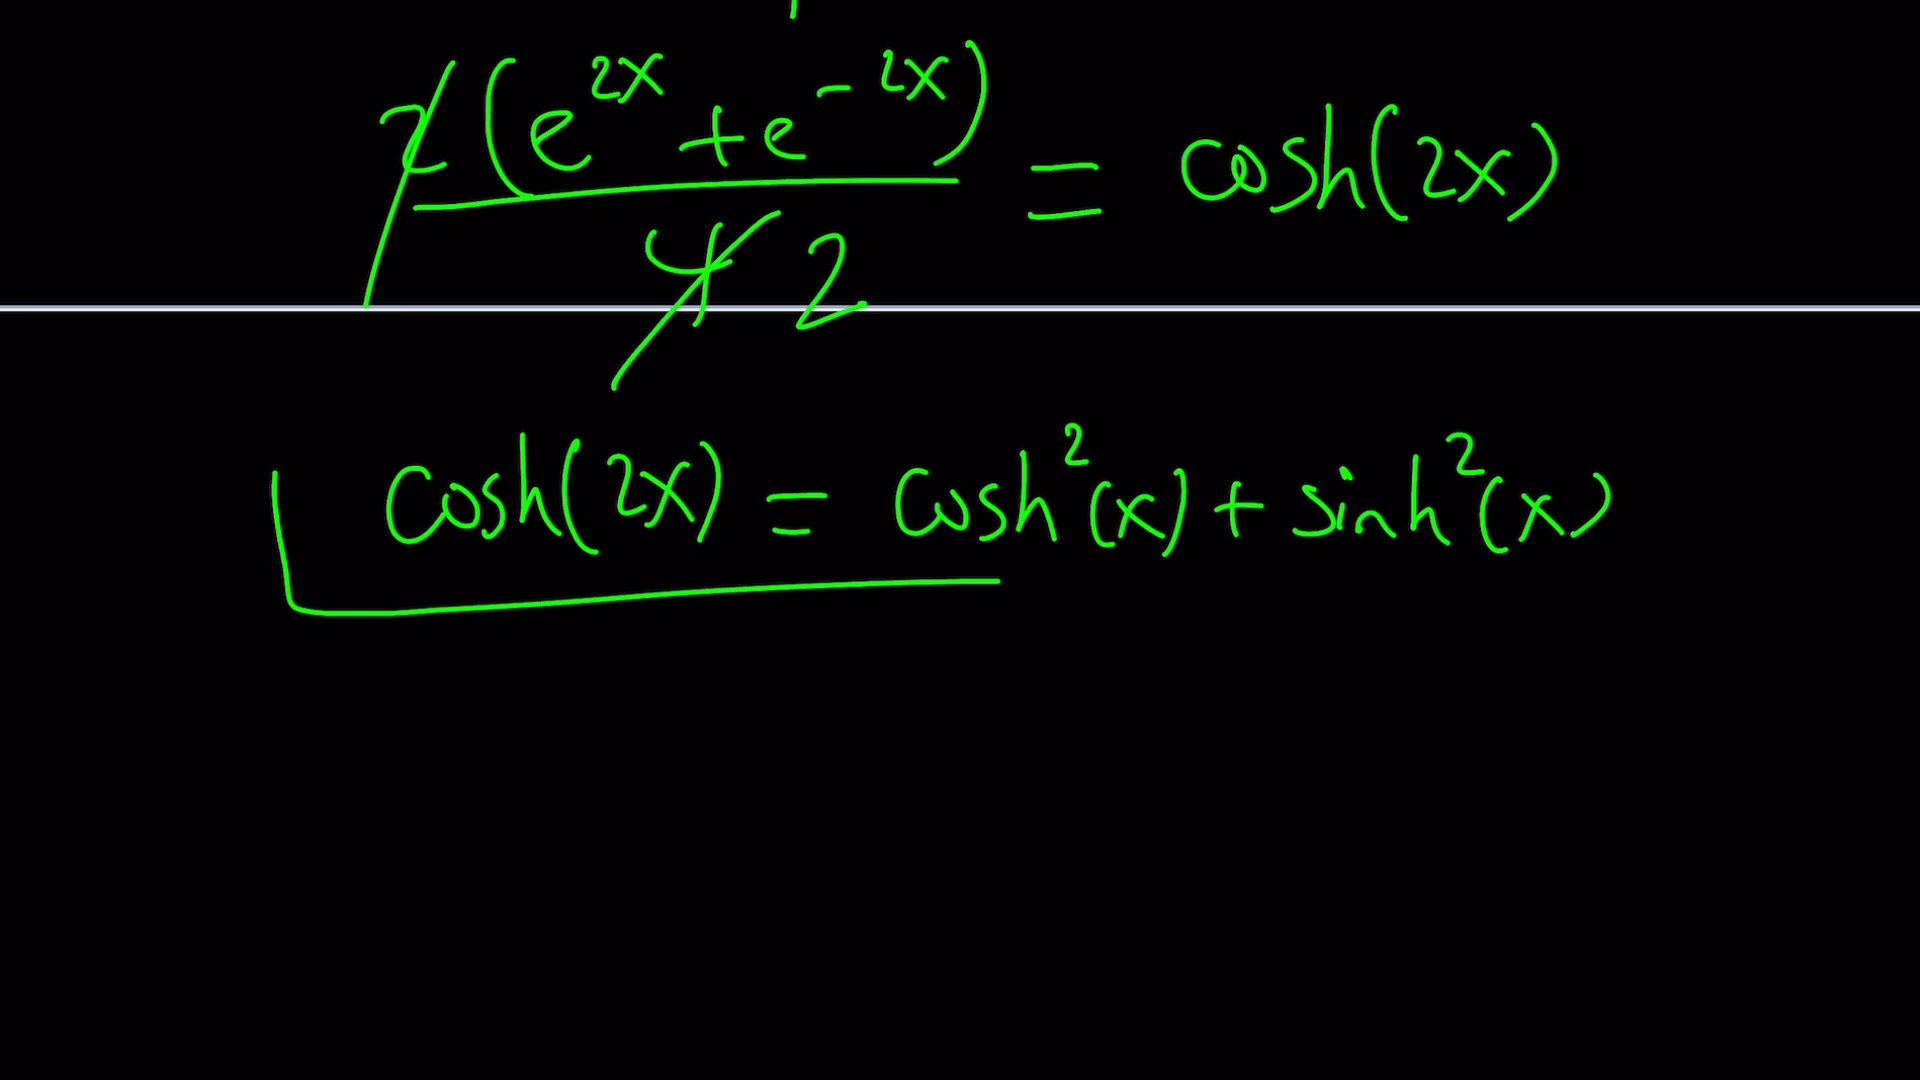 2(e^{2x} + e^{-2x})
= cosh(2x)
4 2
cosh(2x) = cosh²(x) + sinh²(x)